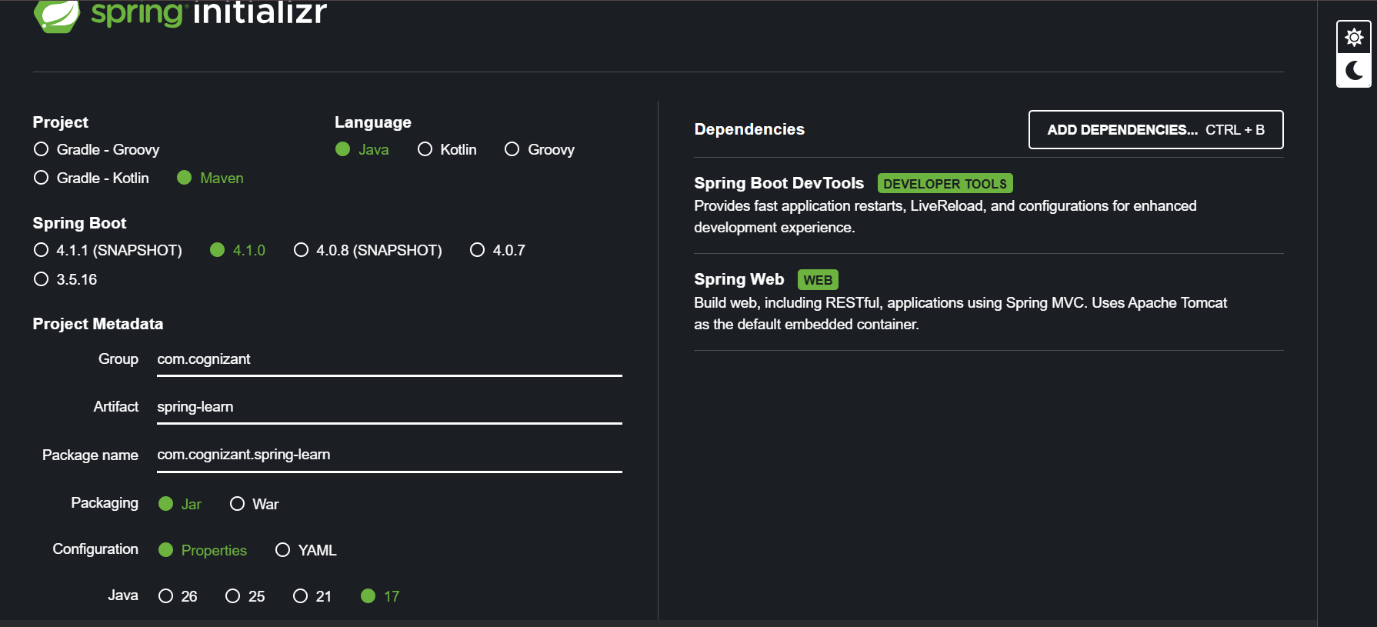 spring initializr
Project
Gradle - Groovy
Gradle - Kotlin Maven
Language
Java Kotlin Groovy
Spring Boot
4.1.1 (SNAPSHOT) 4.1.0 4.0.8 (SNAPSHOT) 4.0.7
3.5.16
Project Metadata
Group com.cognizant
Artifact spring-learn
Package name com.cognizant.spring-learn
Packaging Jar War
Configuration Properties YAML
Java 26 25 21 17
Dependencies ADD DEPENDENCIES... CTRL + B
Spring Boot DevTools DEVELOPER TOOLS
Provides fast application restarts, LiveReload, and configurations for enhanced
development experience.
Spring Web WEB
Build web, including RESTful, applications using Spring MVC. Uses Apache Tomcat
as the default embedded container.